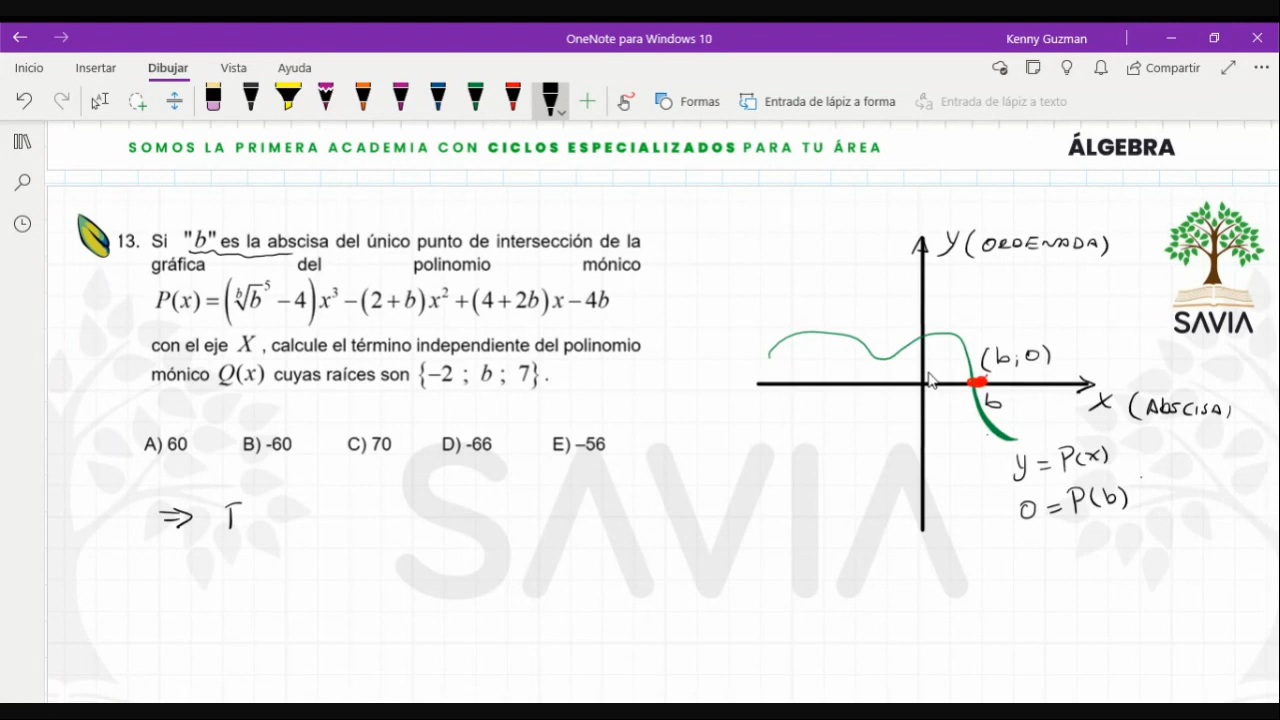 OneNote para Windows 10
Kenny Guzman
Inicio Insertar Dibujar Vista Ayuda
Compartir
Formas Entrada de lápiz a forma Entrada de lápiz a texto
SOMOS LA PRIMERA ACADEMIA CON CICLOS ESPECIALIZADOS PARA TU ÁREA
ÁLGEBRA
13. Si "b" es la abscisa del único punto de intersección de la
gráfica del polinomio mónico
P(x) = (\sqrt[b]{b}^5 − 4)x³ − (2 + b)x² + (4 + 2b)x − 4b
con el eje X, calcule el término independiente del polinomio
mónico Q(x) cuyas raíces son {−2 ; b ; 7}.
A) 60 B) -60 C) 70 D) -66 E) –56
⇒
Y (ORDENADA)
(b;0)
b
X (ABSCISA)
y = P(x)
0 = P(b)
SAVIA
SAVIA